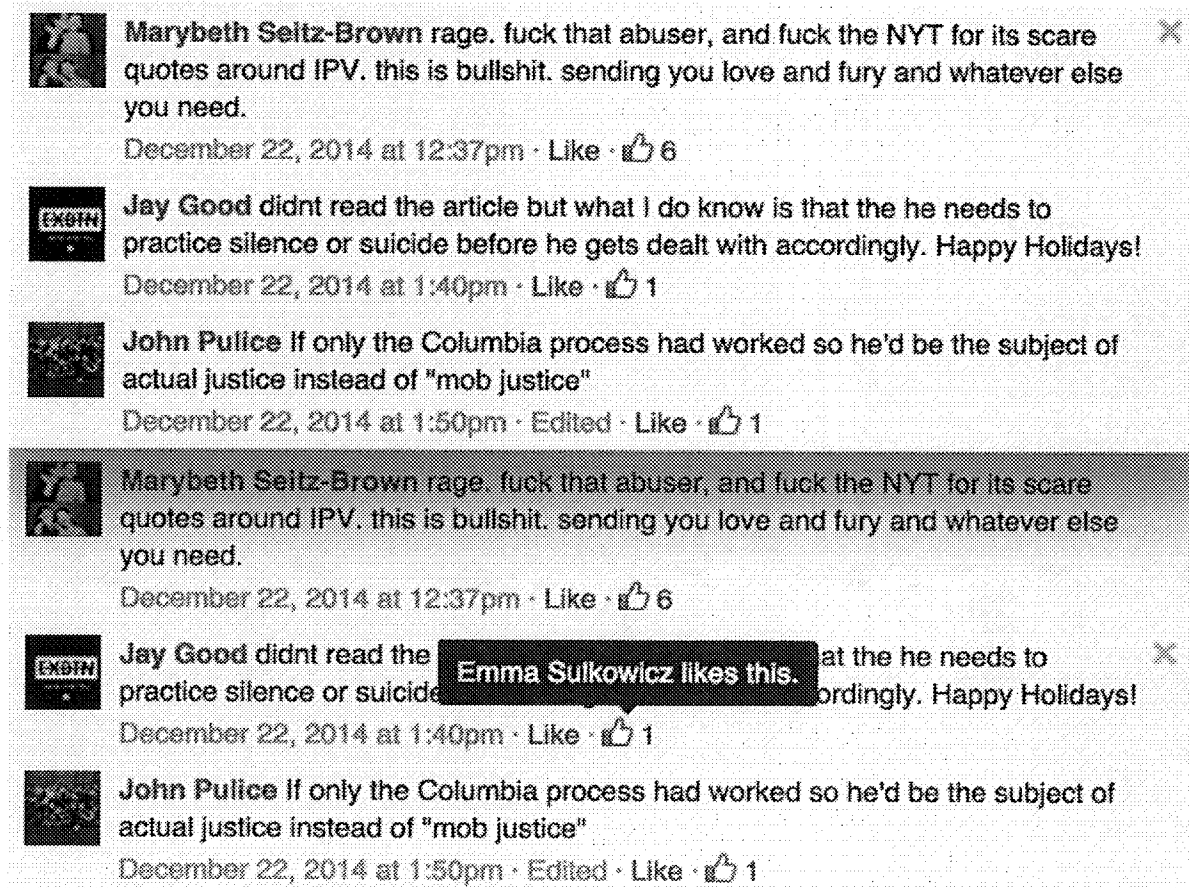 Marybeth Seitz-Brown rage. fuck that abuser, and fuck the NYT for its scare
quotes around IPV. this is bullshit. sending you love and fury and whatever else
you need.
December 22, 2014 at 12:37pm · Like · 6
EXBTN
Jay Good didnt read the article but what I do know is that the he needs to
practice silence or suicide before he gets dealt with accordingly. Happy Holidays!
December 22, 2014 at 1:40pm · Like · 1
John Pulice If only the Columbia process had worked so he'd be the subject of
actual justice instead of "mob justice"
December 22, 2014 at 1:50pm · Edited · Like · 1
Marybeth Seitz-Brown rage. fuck that abuser, and fuck the NYT for its scare
quotes around IPV. this is bullshit. sending you love and fury and whatever else
you need.
December 22, 2014 at 12:37pm · Like · 6
EXBTN
Jay Good didnt read the at the he needs to
Emma Sulkowicz likes this.
practice silence or suicide ordingly. Happy Holidays!
December 22, 2014 at 1:40pm · Like · 1
John Pulice If only the Columbia process had worked so he'd be the subject of
actual justice instead of "mob justice"
December 22, 2014 at 1:50pm · Edited · Like · 1